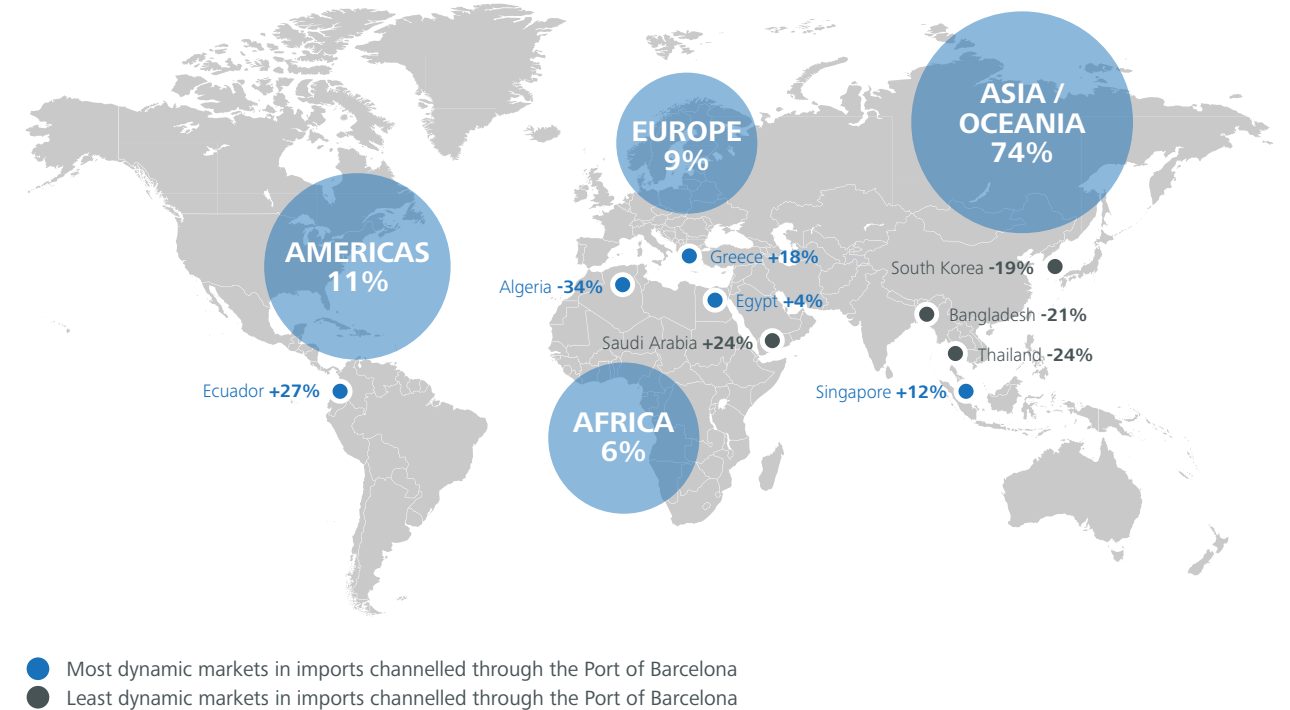 ASIA /
OCEANIA
74%
EUROPE
9%
AMERICAS
11%
Greece +18%
South Korea -19%
Algeria -34%
Egypt +4%
Bangladesh -21%
Saudi Arabia +24%
Thailand -24%
Ecuador +27%
Singapore +12%
AFRICA
6%
Most dynamic markets in imports channelled through the Port of Barcelona
Least dynamic markets in imports channelled through the Port of Barcelona